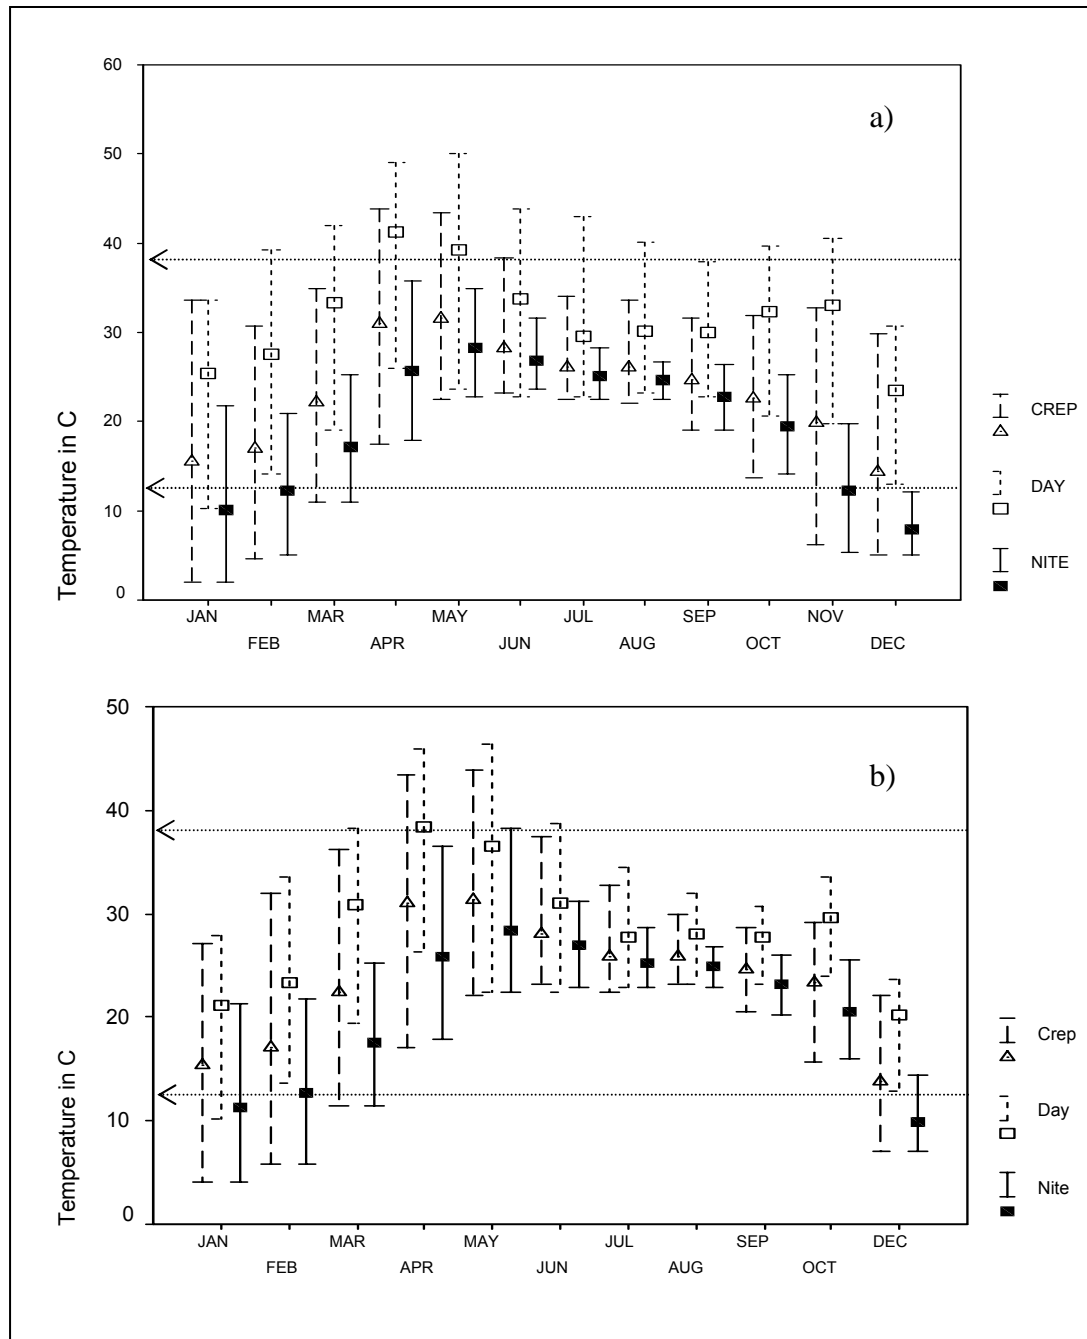 60
a)
50
40
30
20
10
0
Temperature in C
CREP
DAY
NITE
JAN MAR MAY JUL SEP NOV
FEB APR JUN AUG OCT DEC
50
b)
40
30
20
10
0
Temperature in C
Crep
Day
Nite
JAN MAR MAY JUL SEP DEC
FEB APR JUN AUG OCT